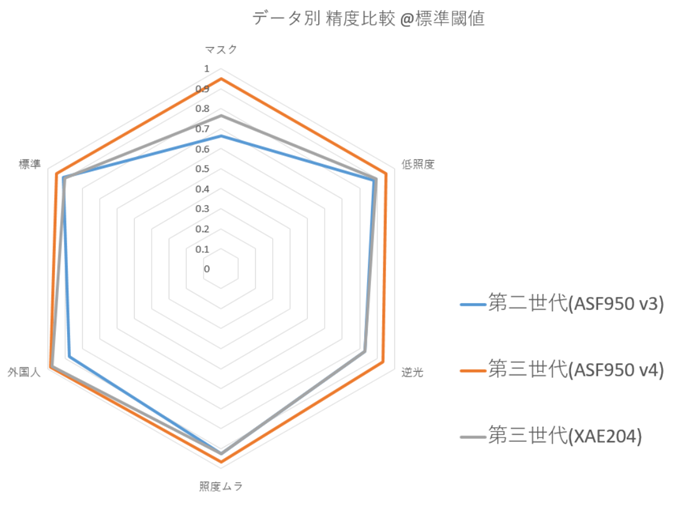 データ別 精度比較 @標準閾値
マスク
1
0.9
0.8
0.7
0.6
0.5
0.4
0.3
0.2
0.1
0
標準
低照度
外国人
逆光
照度ムラ
第二世代(ASF950 v3)
第三世代(ASF950 v4)
第三世代(XAE204)